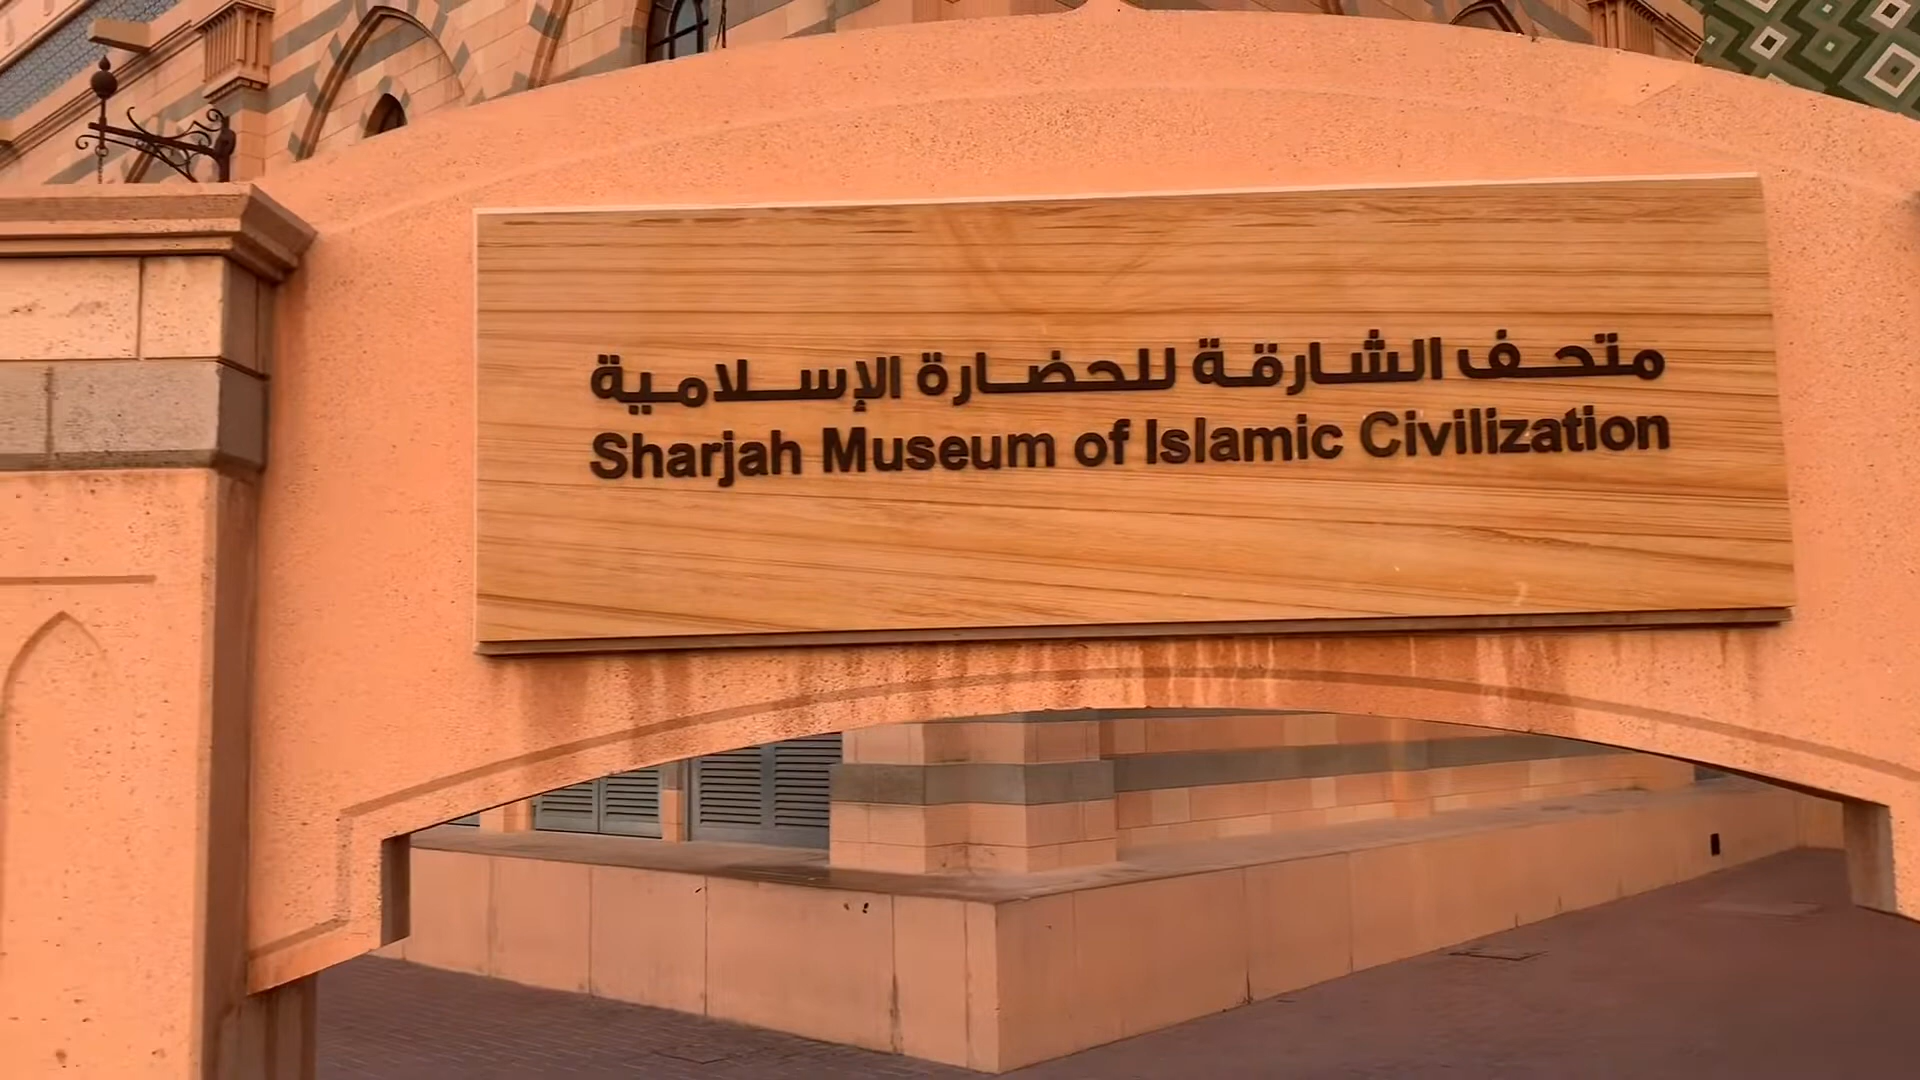 متحف الشارقة للحضارة الإسلامية
Sharjah Museum of Islamic Civilization